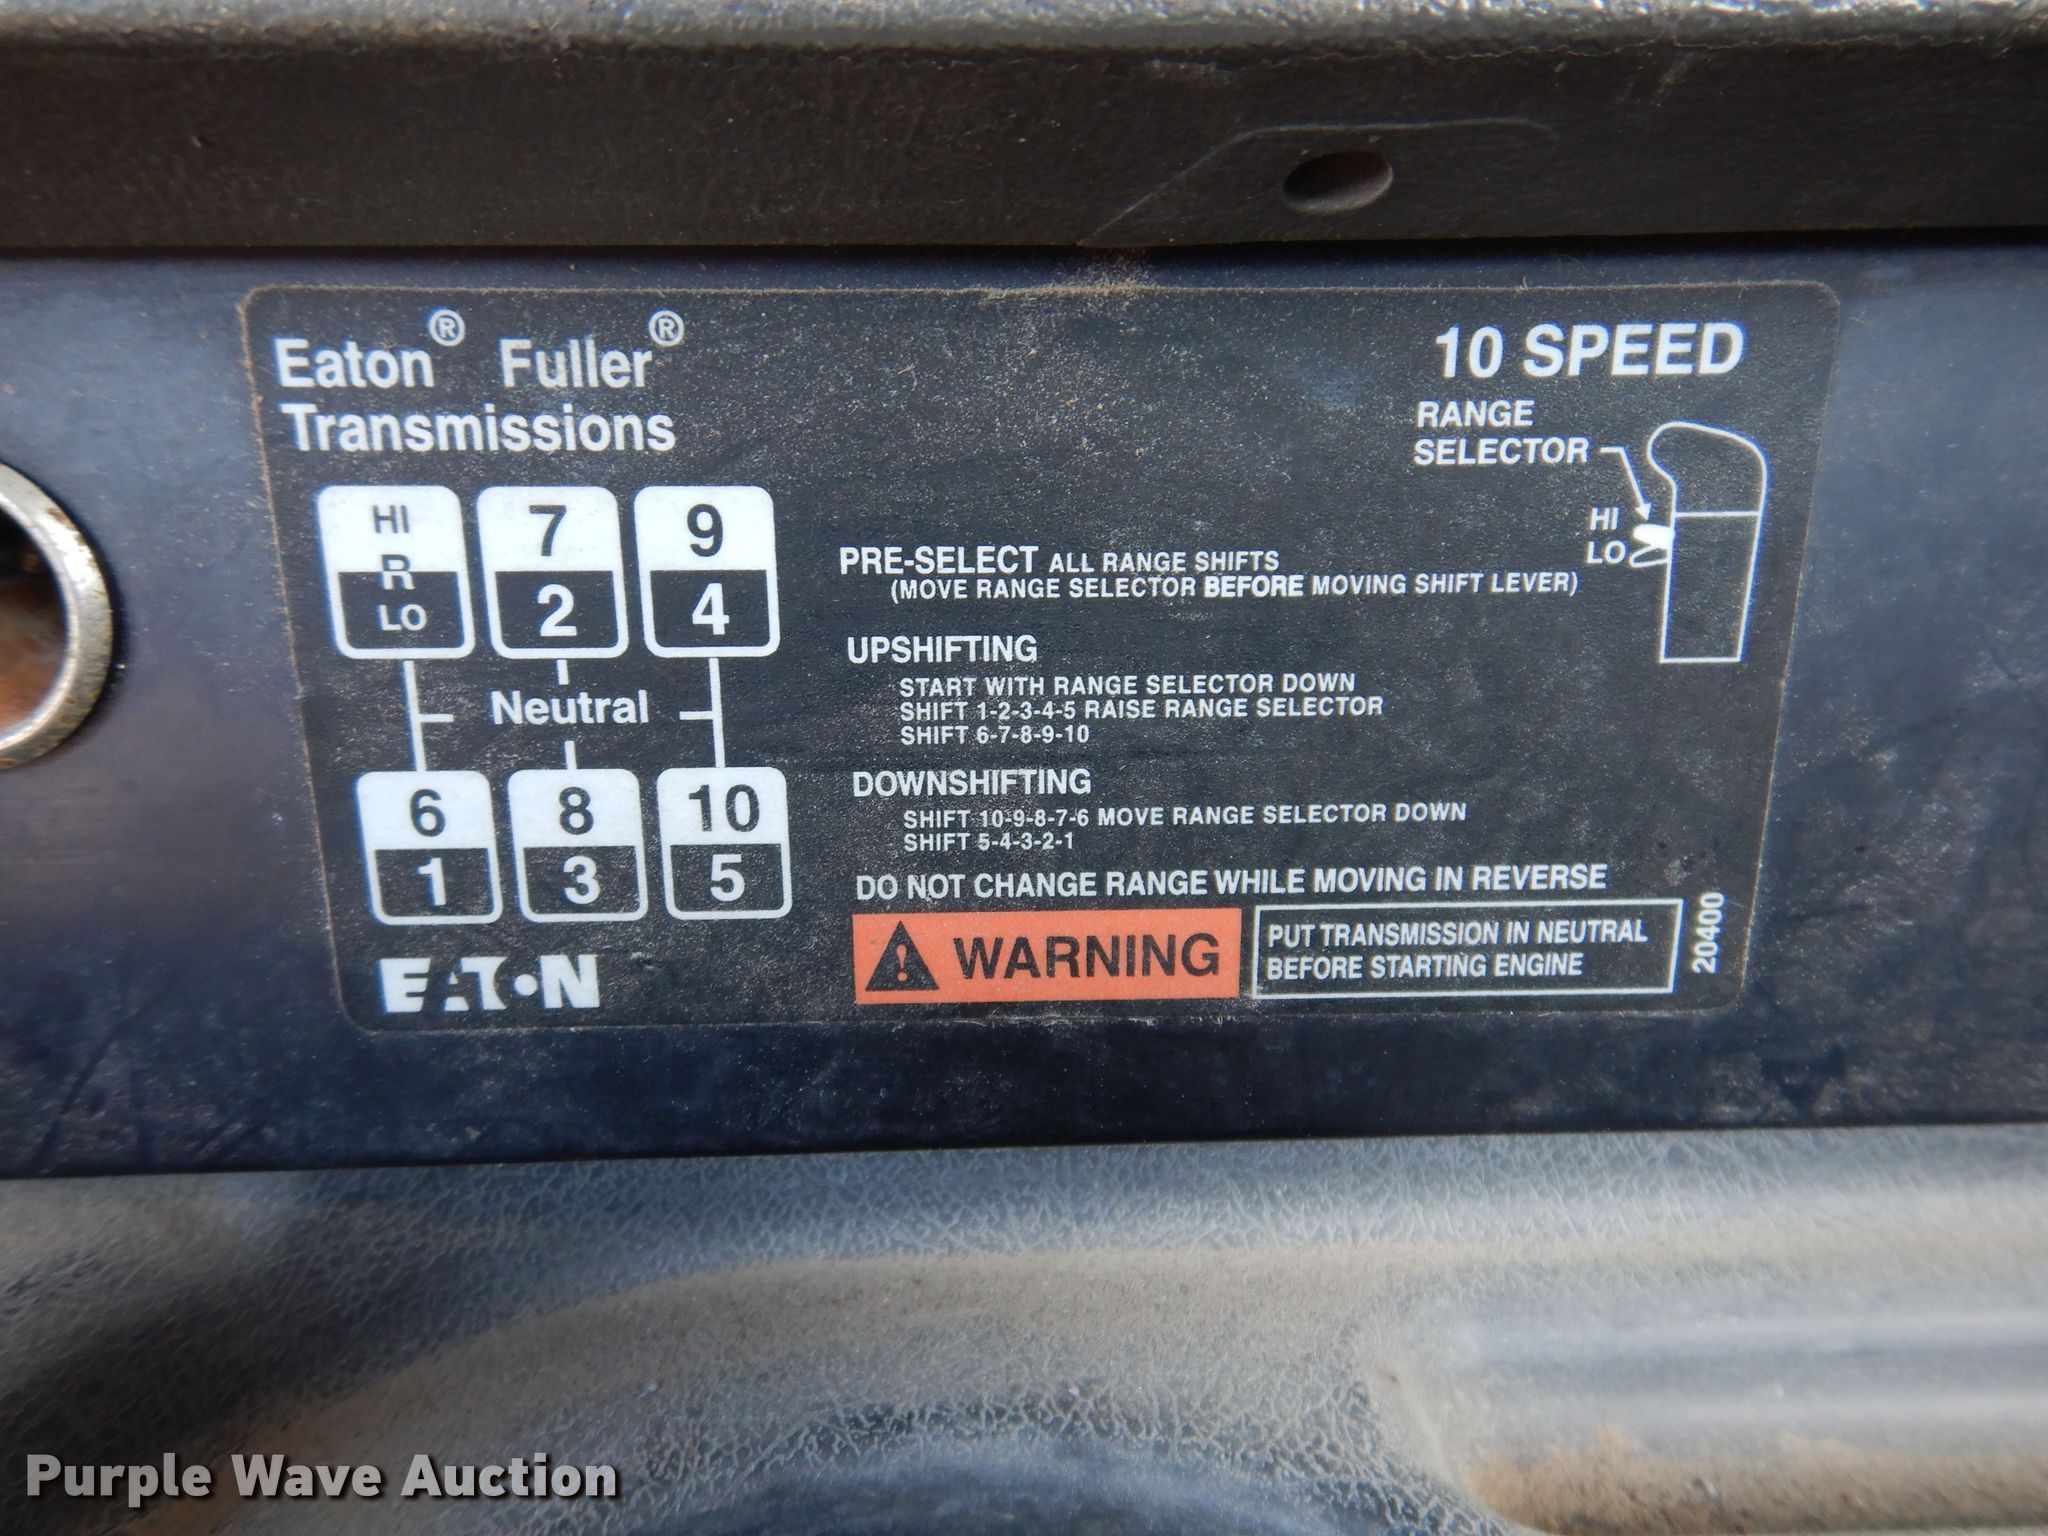 Eaton® Fuller®
Transmissions
10 SPEED
RANGE
SELECTOR
HI
LO
HI
R
LO
7
2
9
4
Neutral
6
1
8
3
10
5
EATON
PRE-SELECT ALL RANGE SHIFTS
(MOVE RANGE SELECTOR BEFORE MOVING SHIFT LEVER)
UPSHIFTING
START WITH RANGE SELECTOR DOWN
SHIFT 1-2-3-4-5 RAISE RANGE SELECTOR
SHIFT 6-7-8-9-10
DOWNSHIFTING
SHIFT 10-9-8-7-6 MOVE RANGE SELECTOR DOWN
SHIFT 5-4-3-2-1
DO NOT CHANGE RANGE WHILE MOVING IN REVERSE
WARNING
PUT TRANSMISSION IN NEUTRAL
BEFORE STARTING ENGINE
20400
Purple Wave Auction